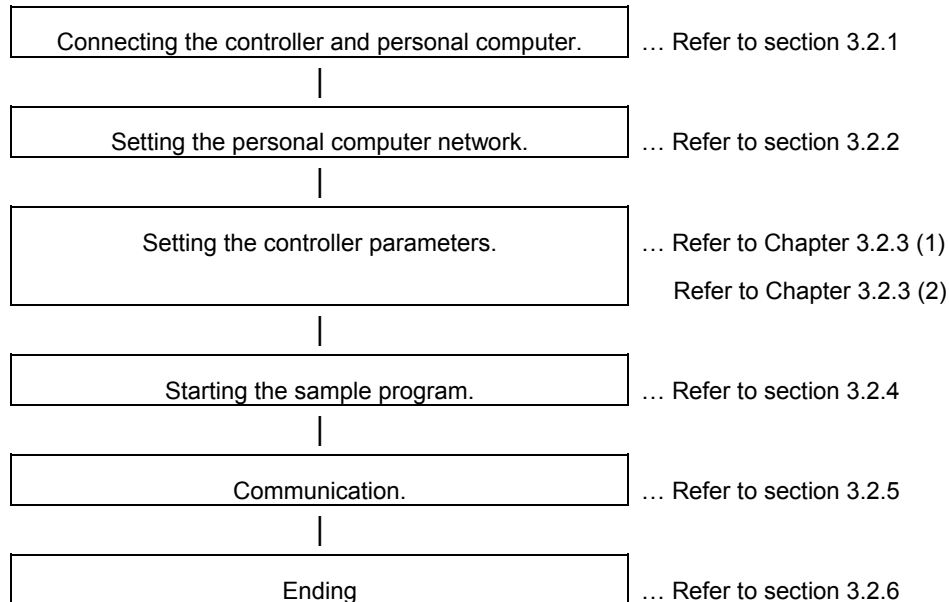 Connecting the controller and personal computer. … Refer to section 3.2.1
Setting the personal computer network. … Refer to section 3.2.2
Setting the controller parameters. … Refer to Chapter 3.2.3 (1)
Refer to Chapter 3.2.3 (2)
Starting the sample program. … Refer to section 3.2.4
Communication. … Refer to section 3.2.5
Ending … Refer to section 3.2.6